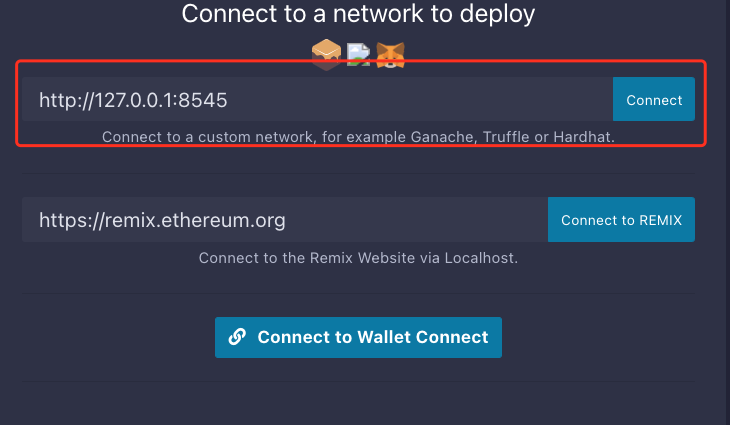 Connect to a network to deploy
http://127.0.0.1:8545
Connect
Connect to a custom network, for example Ganache, Truffle or Hardhat.
https://remix.ethereum.org
Connect to REMIX
Connect to the Remix Website via Localhost.
Connect to Wallet Connect